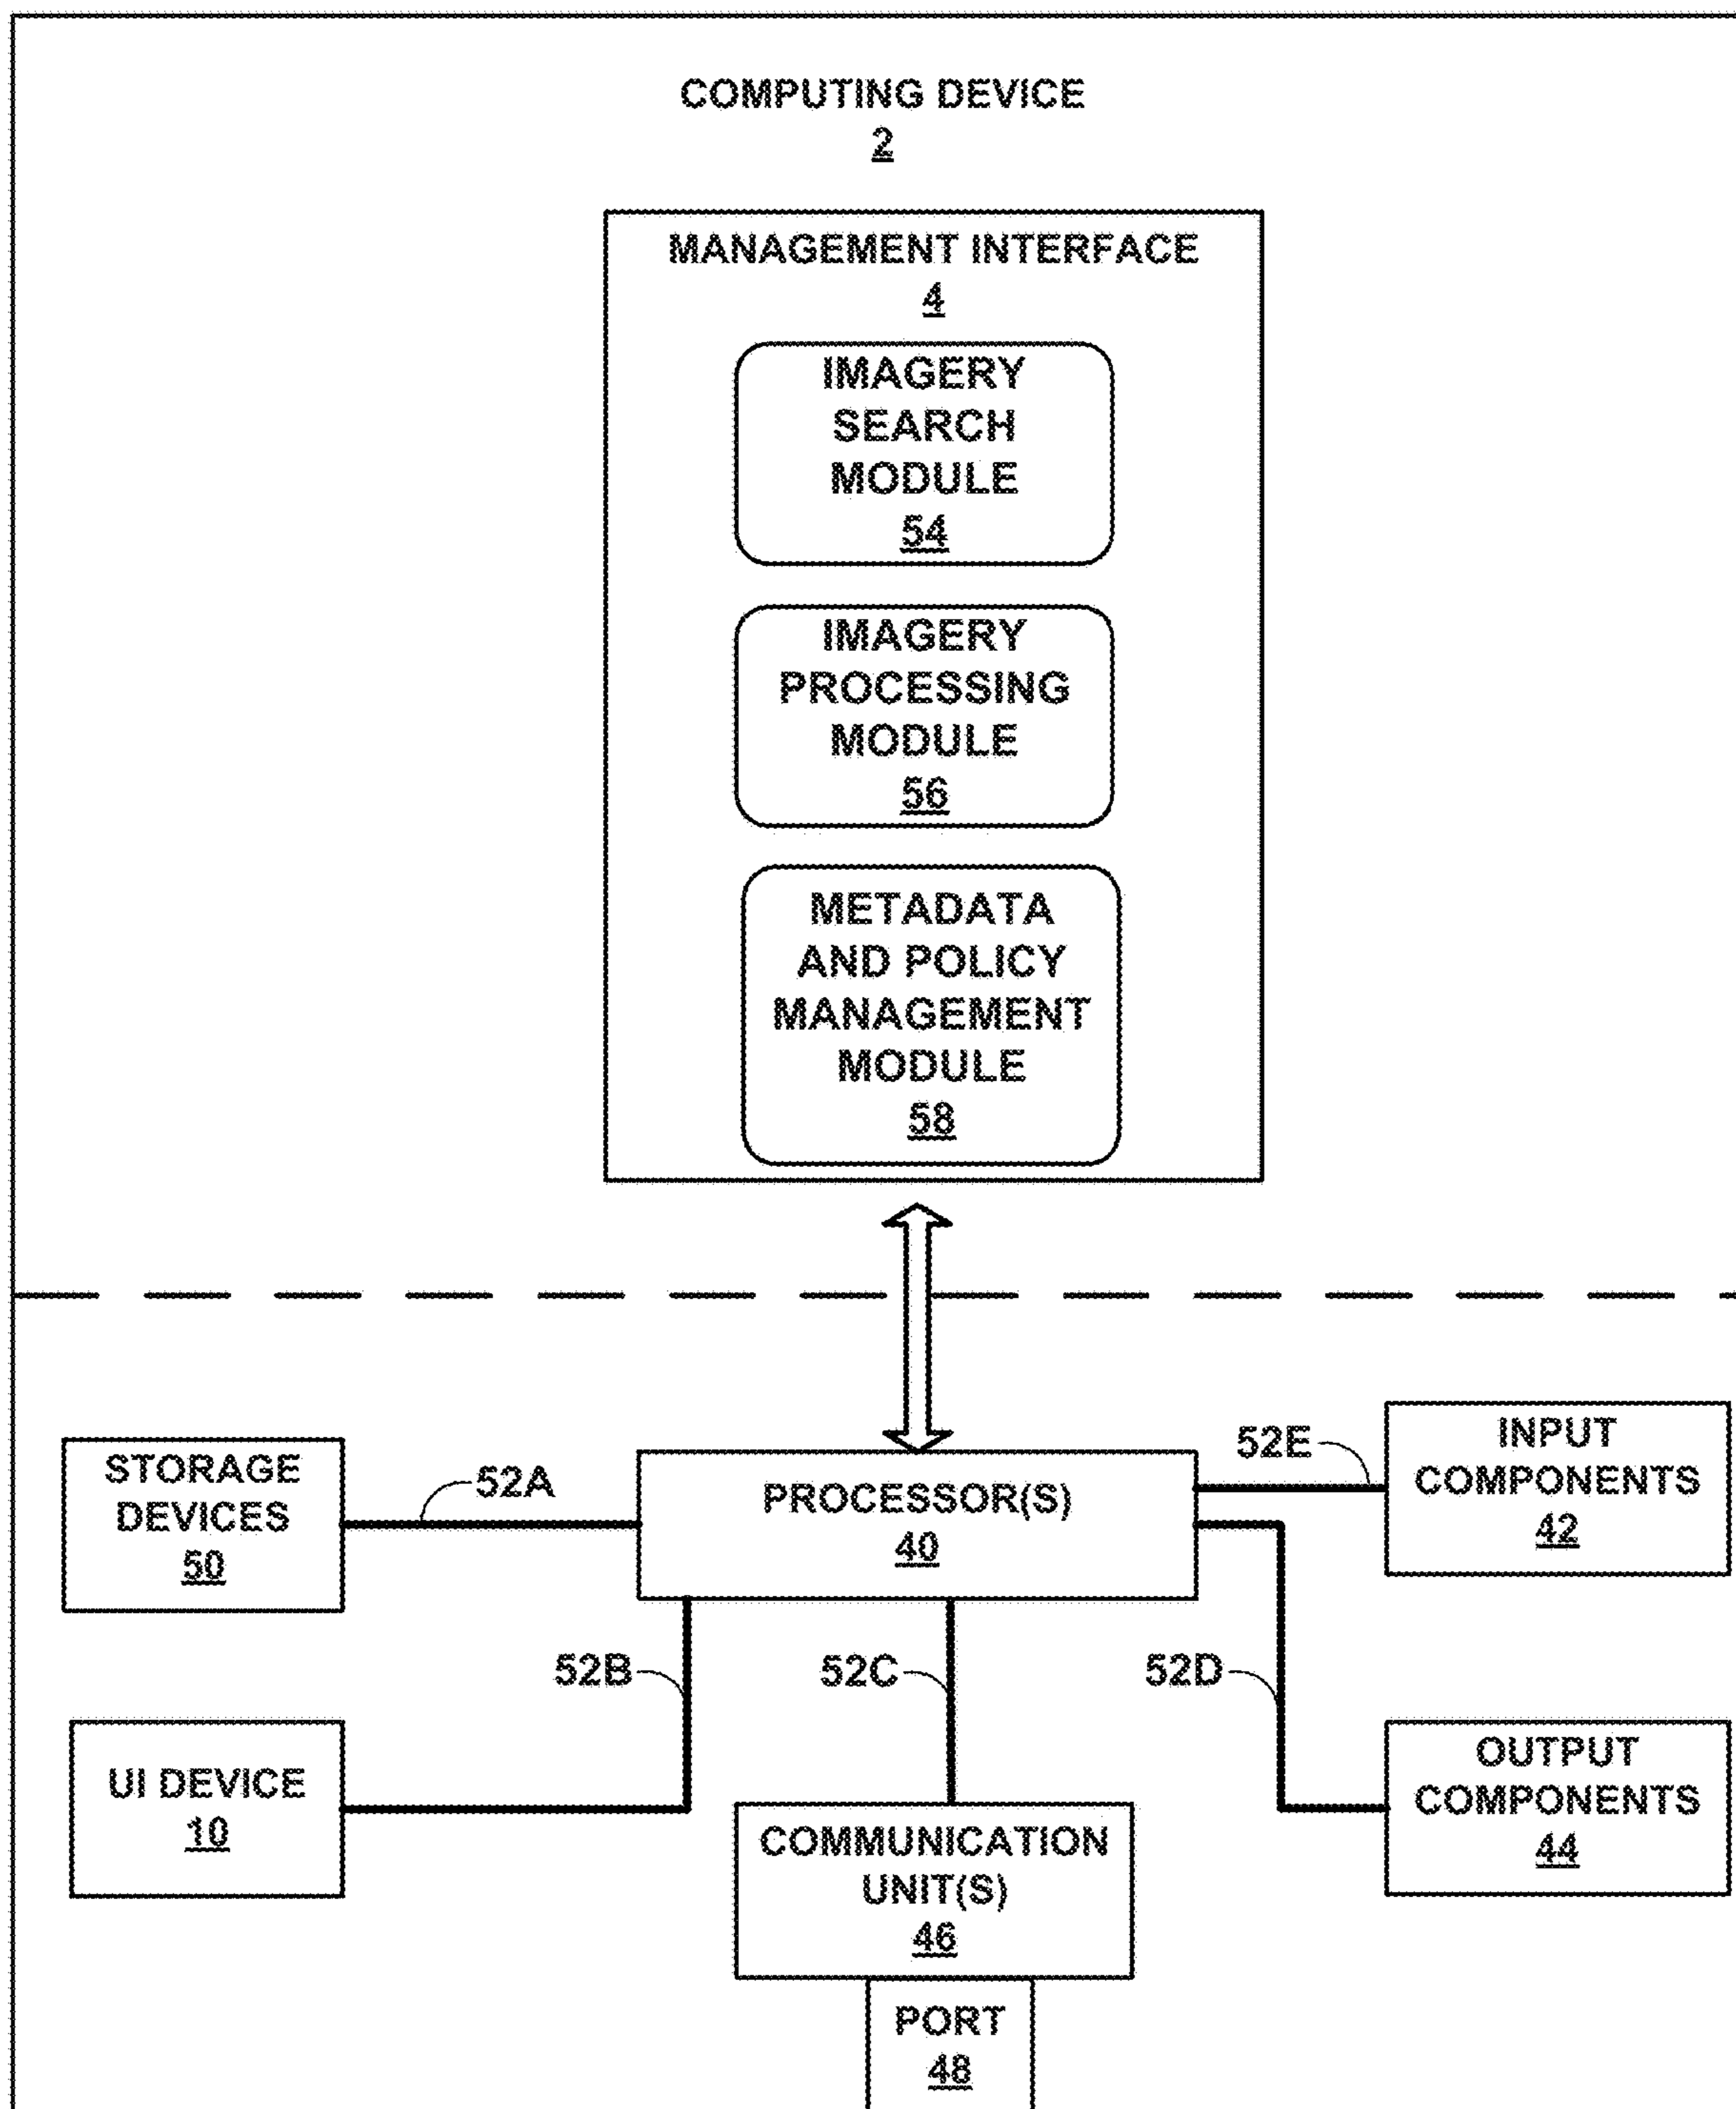 COMPUTING DEVICE
2
MANAGEMENT INTERFACE
4
IMAGERY
SEARCH
MODULE
54
IMAGERY
PROCESSING
MODULE
56
METADATA
AND POLICY
MANAGEMENT
MODULE
58
STORAGE
DEVICES
50
52A
PROCESSOR(S)
40
52E
INPUT
COMPONENTS
42
52B
52C
52D
UI DEVICE
10
COMMUNICATION
UNIT(S)
46
OUTPUT
COMPONENTS
44
PORT
48